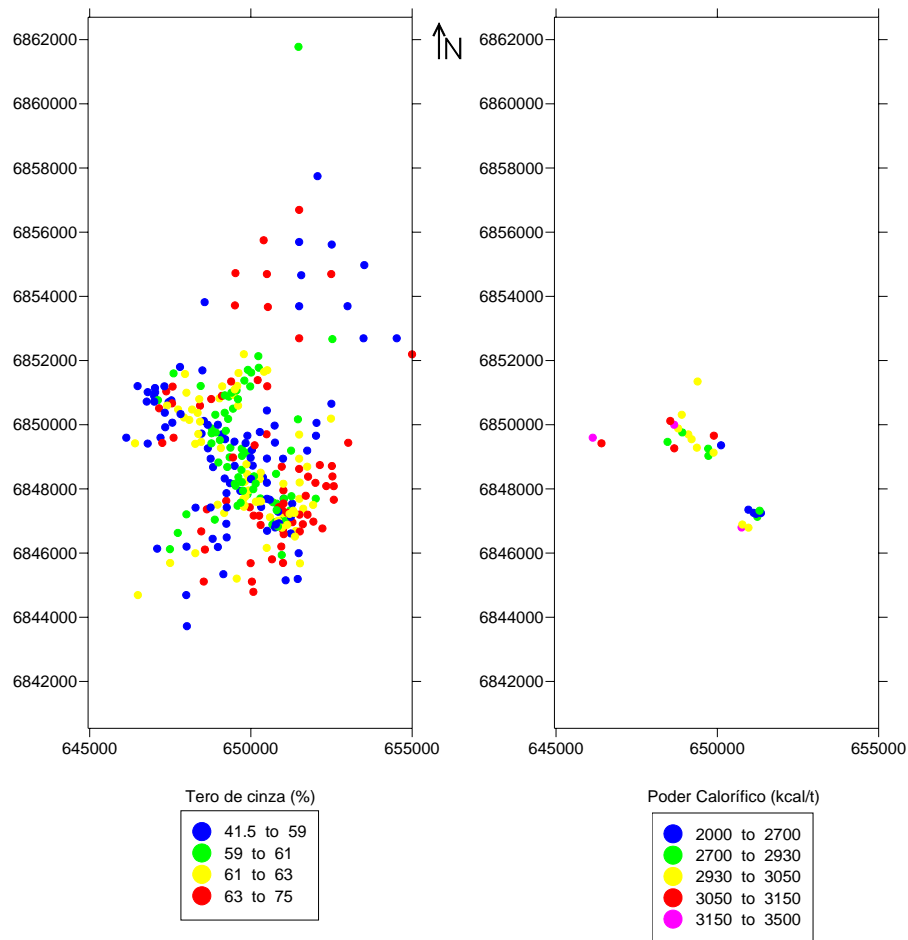 6862000
6860000
6858000
6856000
6854000
6852000
6850000
6848000
6846000
6844000
6842000
645000 650000 655000
N
6862000
6860000
6858000
6856000
6854000
6852000
6850000
6848000
6846000
6844000
6842000
645000 650000 655000
Tero de cinza (%)
41.5 to 59
59 to 61
61 to 63
63 to 75
Poder Calorífico (kcal/t)
2000 to 2700
2700 to 2930
2930 to 3050
3050 to 3150
3150 to 3500